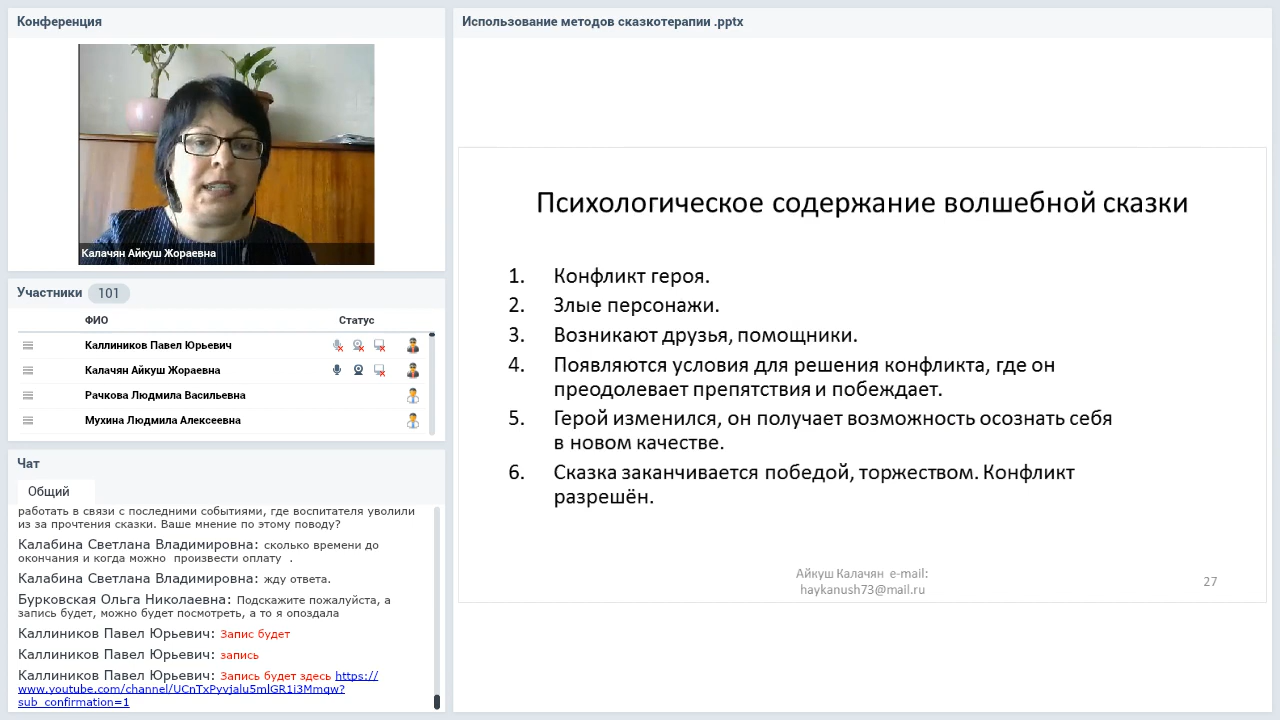 Конференция
Калачян Айкуш Жораевна
Участники 101
ФИО Статус
Каллиников Павел Юрьевич
Калачян Айкуш Жораевна
Рачкова Людмила Васильевна
Мухина Людмила Алексеевна
Чат
Общий
работать в связи с последними событиями, где воспитателя уволили
из за прочтения сказки. Ваше мнение по этому поводу?
Калабина Светлана Владимировна: сколько времени до
окончания и когда можно произвести оплату .
Калабина Светлана Владимировна: жду ответа.
Бурковская Ольга Николаевна: Подскажите пожалуйста, а
запись будет, можно будет посмотреть, а то я опоздала
Каллиников Павел Юрьевич: Запис будет
Каллиников Павел Юрьевич: запись
Каллиников Павел Юрьевич: Запись будет здесь https://
www.youtube.com/channel/UCnTxPyvjalu5mlGR1i3Mmqw?
sub_confirmation=1
Использование методов сказкотерапии .pptx
Психологическое содержание волшебной сказки
1. Конфликт героя.
2. Злые персонажи.
3. Возникают друзья, помощники.
4. Появляются условия для решения конфликта, где он
преодолевает препятствия и побеждает.
5. Герой изменился, он получает возможность осознать себя
в новом качестве.
6. Сказка заканчивается победой, торжеством. Конфликт
разрешён.
Айкуш Калачян e-mail:
haykanush73@mail.ru
27